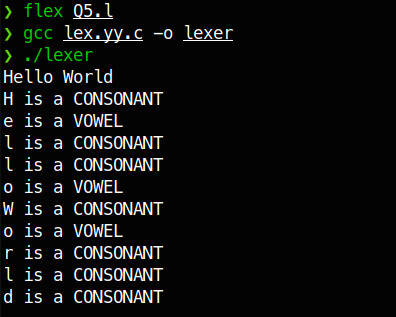 ❯ flex Q5.l
❯ gcc lex.yy.c -o lexer
❯ ./lexer
Hello World
H is a CONSONANT
e is a VOWEL
l is a CONSONANT
l is a CONSONANT
o is a VOWEL
W is a CONSONANT
o is a VOWEL
r is a CONSONANT
l is a CONSONANT
d is a CONSONANT